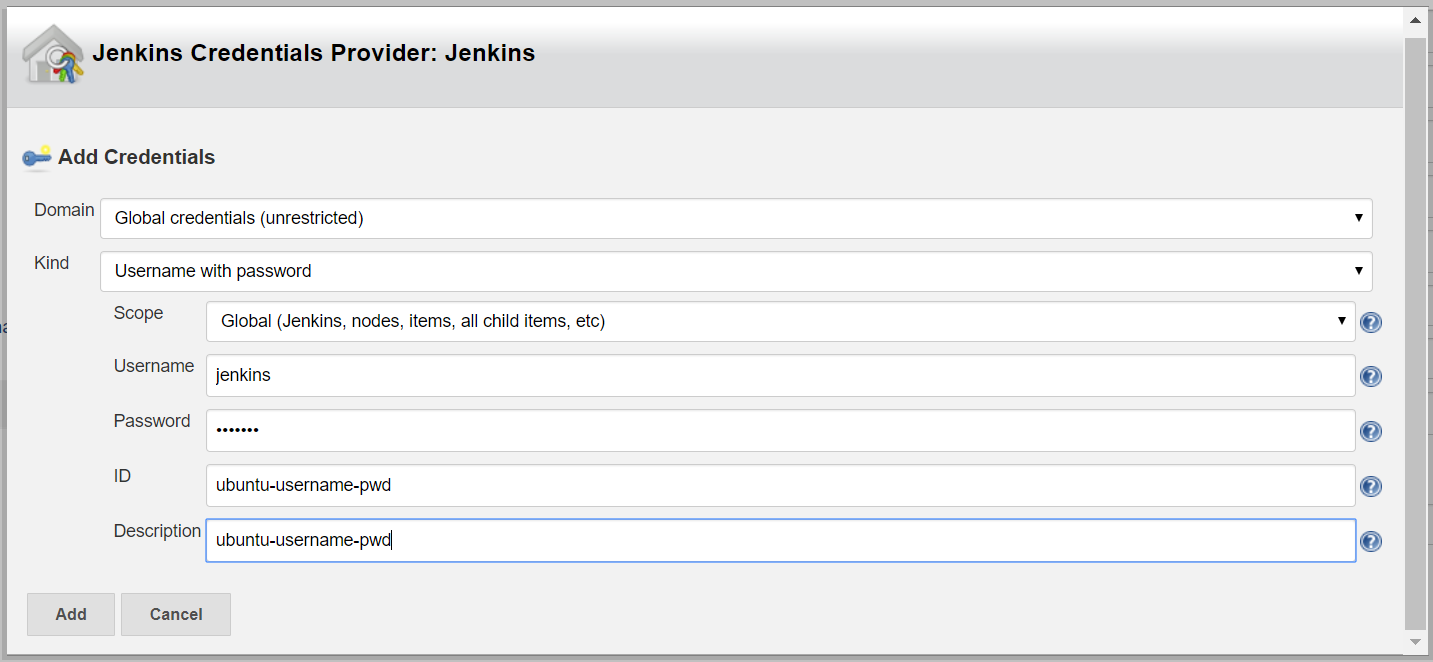 Jenkins Credentials Provider: Jenkins
Add Credentials
Domain Global credentials (unrestricted)
Kind Username with password
Scope Global (Jenkins, nodes, items, all child items, etc)
Username jenkins
Password •••••••
ID ubuntu-username-pwd
Description ubuntu-username-pwd
Add Cancel